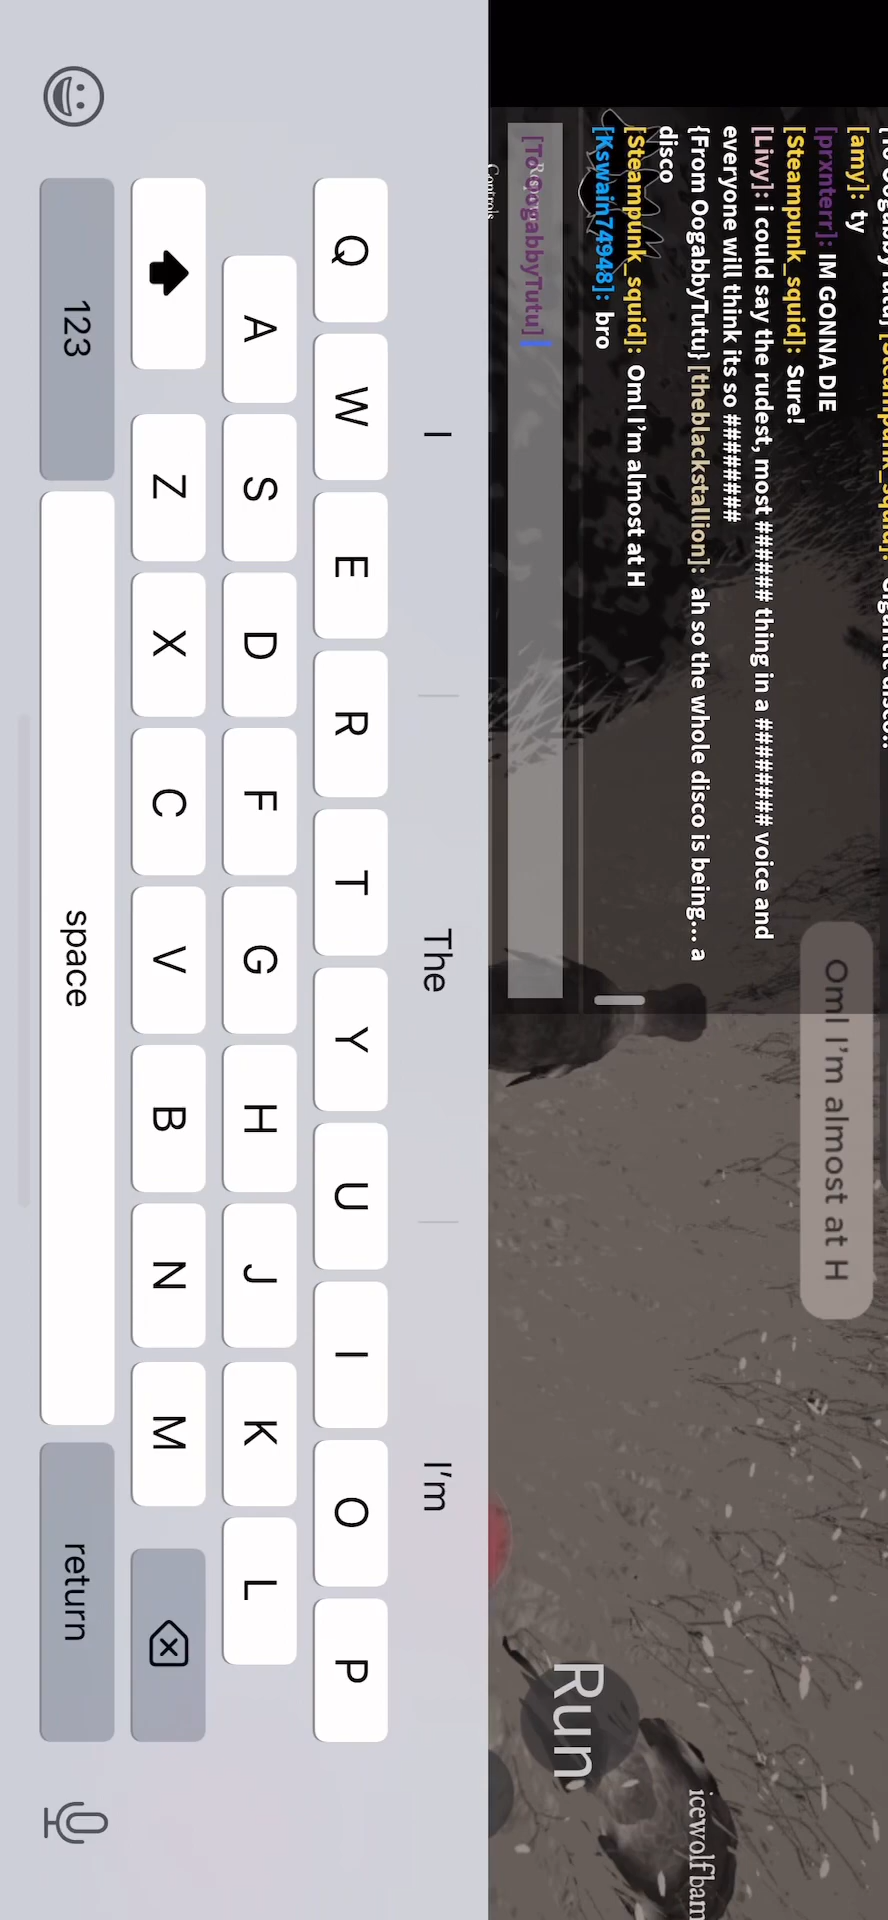 [amy]: ty
[prxnterr]: IM GONNA DIE
[Steampunk_squid]: Sure!
[Livy]: i could say the rudest, most ###### thing in a ######### voice and
everyone will think its so #########
{From OogabbyTutu} [theblackstallion]: ah so the whole disco is being... a
disco
[Steampunk_squid]: Oml I'm almost at H
[Kswain74948]: bro
[To OogabbyTutu]
Controls
Oml I'm almost at H
Run
icewolfbam
I The I'm
Q W E R T Y U I O P
A S D F G H J K L
Z X C V B N M
123 space return